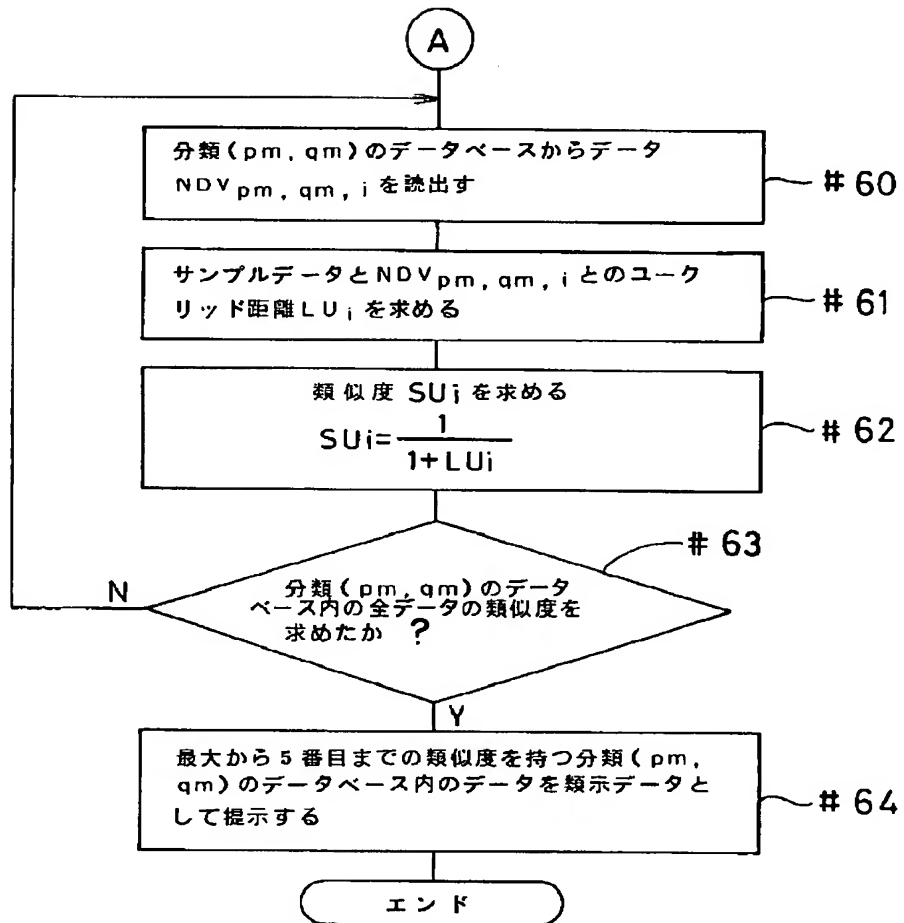 A
分類(pm,qm)のデータベースからデータ
NDVpm,qm,iを読出す
#60
サンプルデータとNDVpm,qm,iとのユーク
リッド距離LUiを求める
#61
類似度 SUiを求める
SUi=1/1+LUi
#62
#63
分類(pm,qm)のデータ
ベース内の全データの類似度を
求めたか ?
N
Y
最大から5番目までの類似度を持つ分類(pm,
qm)のデータベース内のデータを類示データと
して提示する
#64
エンド